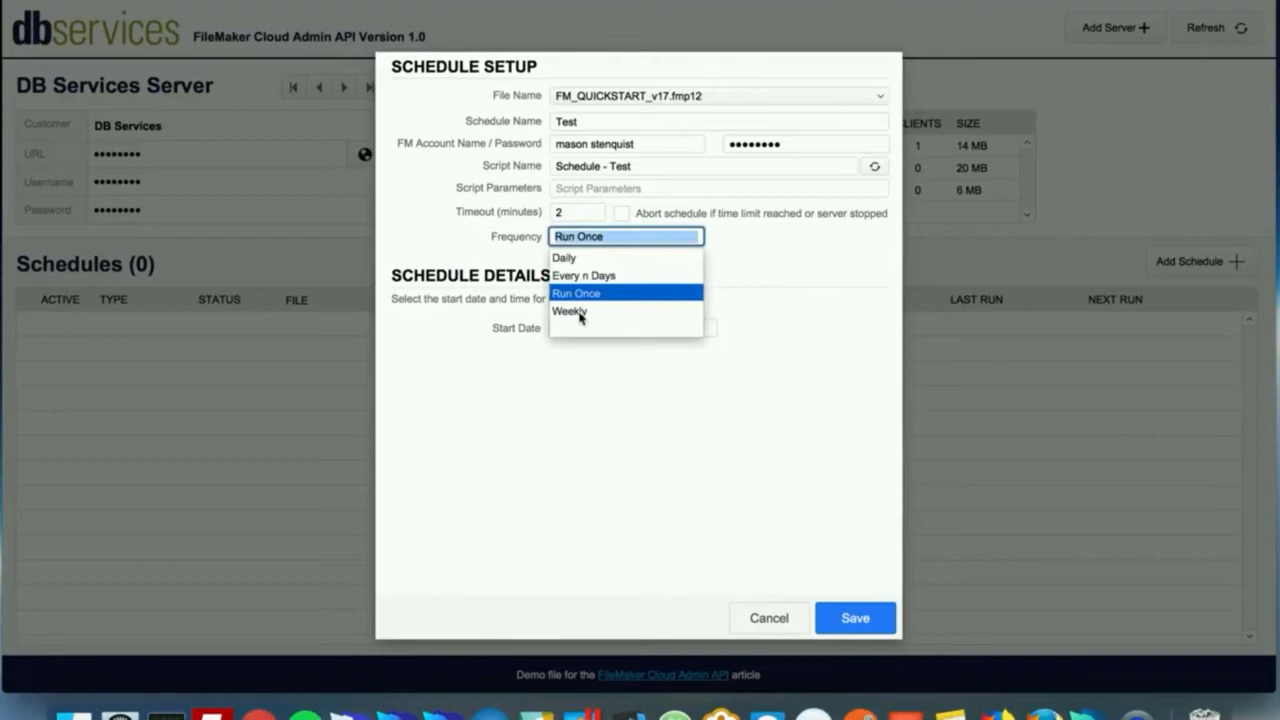 dbservices FileMaker Cloud Admin API Version 1.0
Add Server
Refresh
DB Services Server
Customer DB Services
URL ••••••••
Username ••••••••
Password ••••••••
LIENTS SIZE
1 14 MB
0 20 MB
0 6 MB
Schedules (0)
Add Schedule
ACTIVE TYPE STATUS FILE LAST RUN NEXT RUN
SCHEDULE SETUP
File Name FM_QUICKSTART_v17.fmp12
Schedule Name Test
FM Account Name / Password mason stenquist ••••••••
Script Name Schedule - Test
Script Parameters Script Parameters
Timeout (minutes) 2 Abort schedule if time limit reached or server stopped
Frequency Run Once
Daily
Every n Days
Run Once
Weekly
SCHEDULE DETAILS
Select the start date and time for
Start Date
Cancel
Save
Demo file for the FileMaker Cloud Admin API article